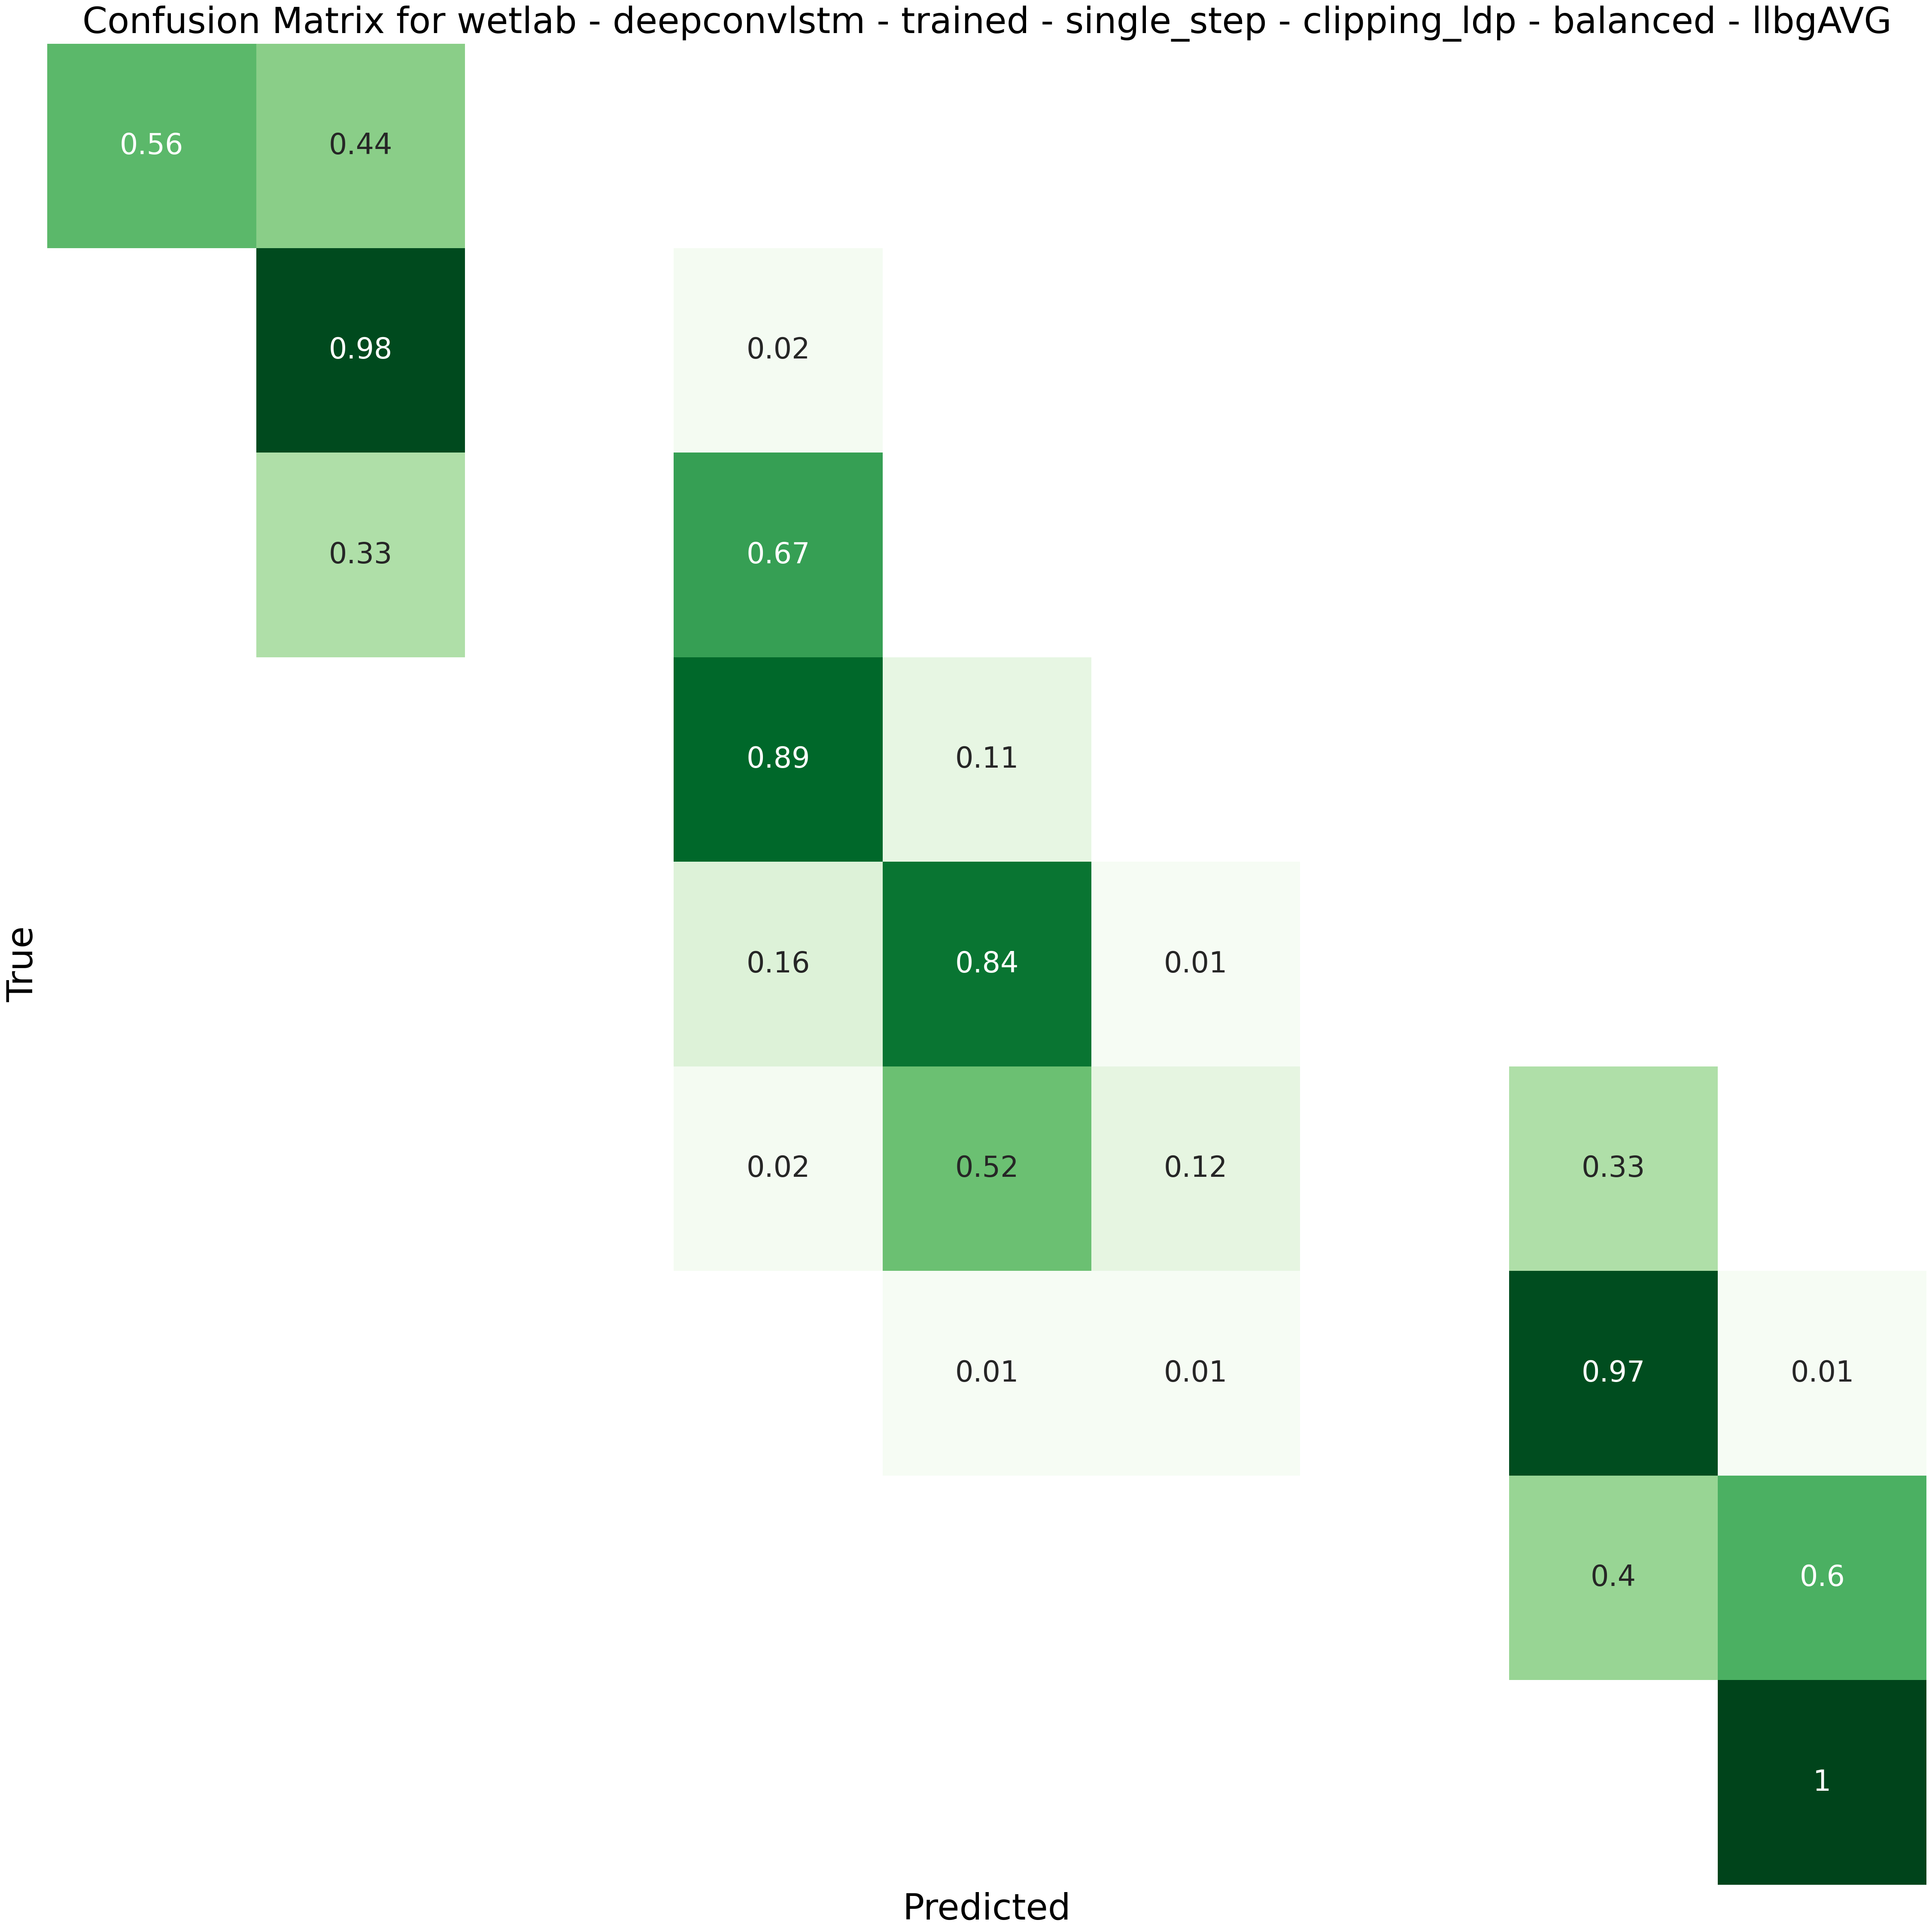 Confusion Matrix for wetlab - deepconvlstm - trained - single_step - clipping_ldp - balanced - llbgAVG
0.56 0.44
0.98 0.02
0.33 0.67
0.89 0.11
True
0.16 0.84 0.01
0.02 0.52 0.12 0.33
0.01 0.01 0.97 0.01
0.4 0.6
1
Predicted